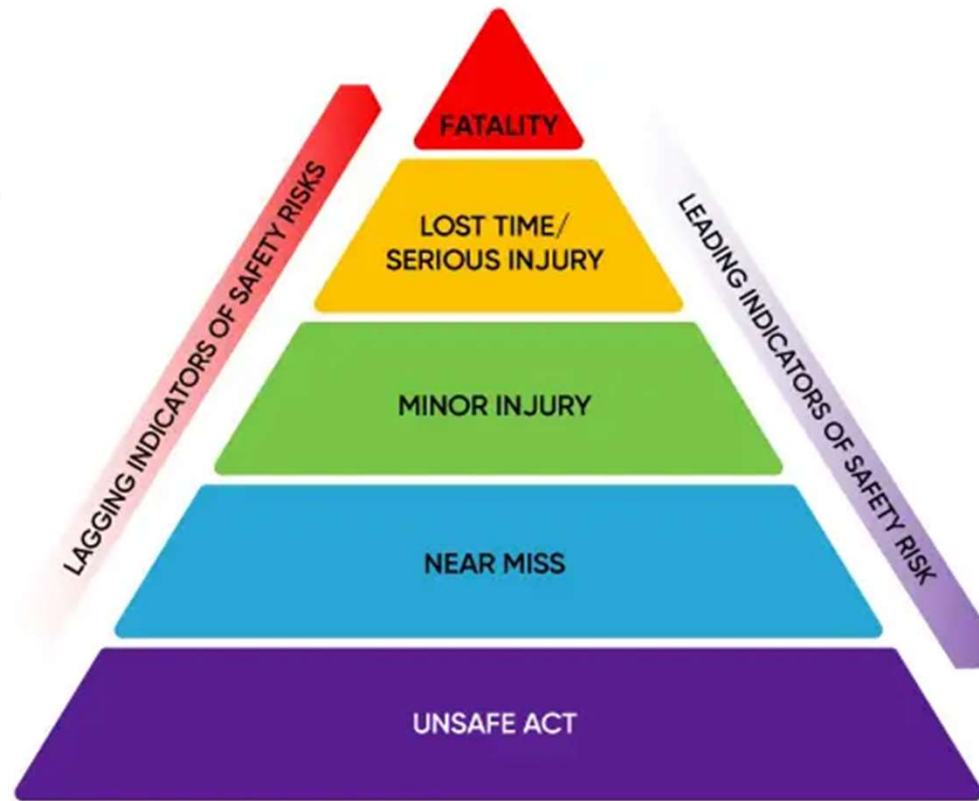 FATALITY
LOST TIME/
SERIOUS INJURY
MINOR INJURY
NEAR MISS
UNSAFE ACT
LAGGING INDICATORS OF SAFETY RISKS
LEADING INDICATORS OF SAFETY RISK